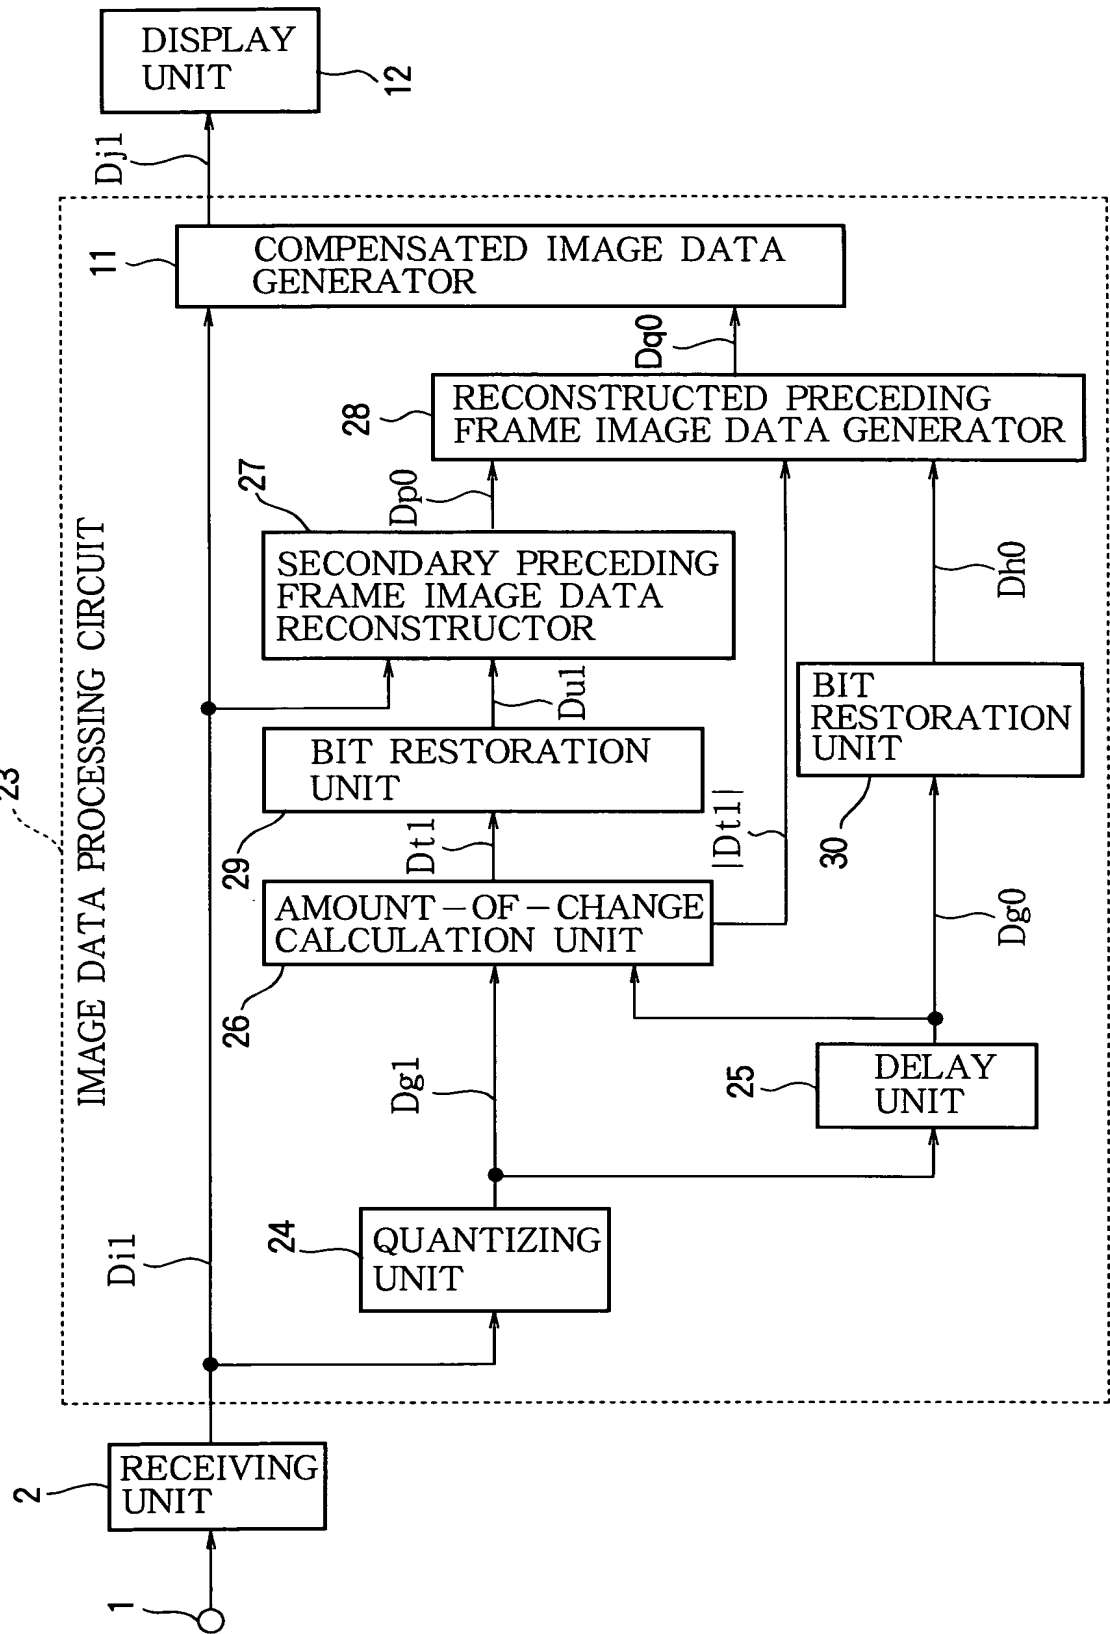 23
IMAGE DATA PROCESSING CIRCUIT
1
2
RECEIVING
UNIT
Di1
24
QUANTIZING
UNIT
Dg1
25
DELAY
UNIT
Dg0
26
AMOUNT-OF-CHANGE
CALCULATION UNIT
Dt1
|Dt1|
29
BIT RESTORATION
UNIT
Du1
30
BIT
RESTORATION
UNIT
Dh0
27
SECONDARY PRECEDING
FRAME IMAGE DATA
RECONSTRUCTOR
Dp0
28
RECONSTRUCTED PRECEDING
FRAME IMAGE DATA GENERATOR
Dq0
11
COMPENSATED IMAGE DATA
GENERATOR
Dj1
DISPLAY
UNIT
12